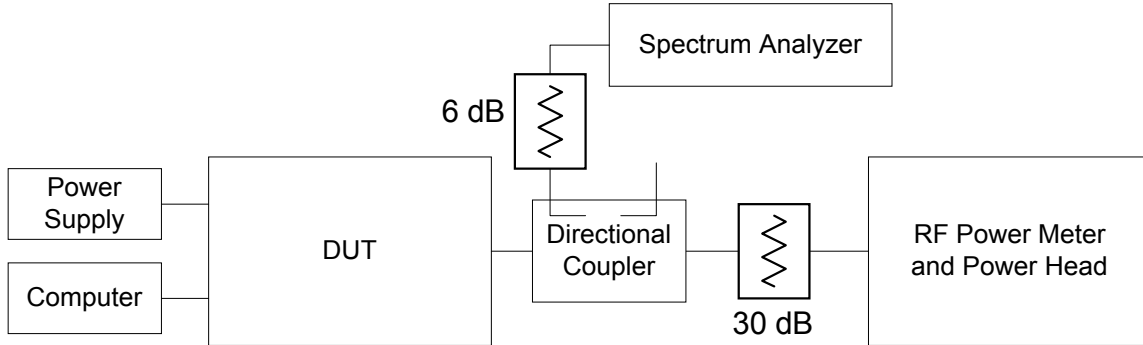 Spectrum Analyzer
6 dB
Power
Supply
DUT
Directional
Coupler
RF Power Meter
and Power Head
Computer
30 dB